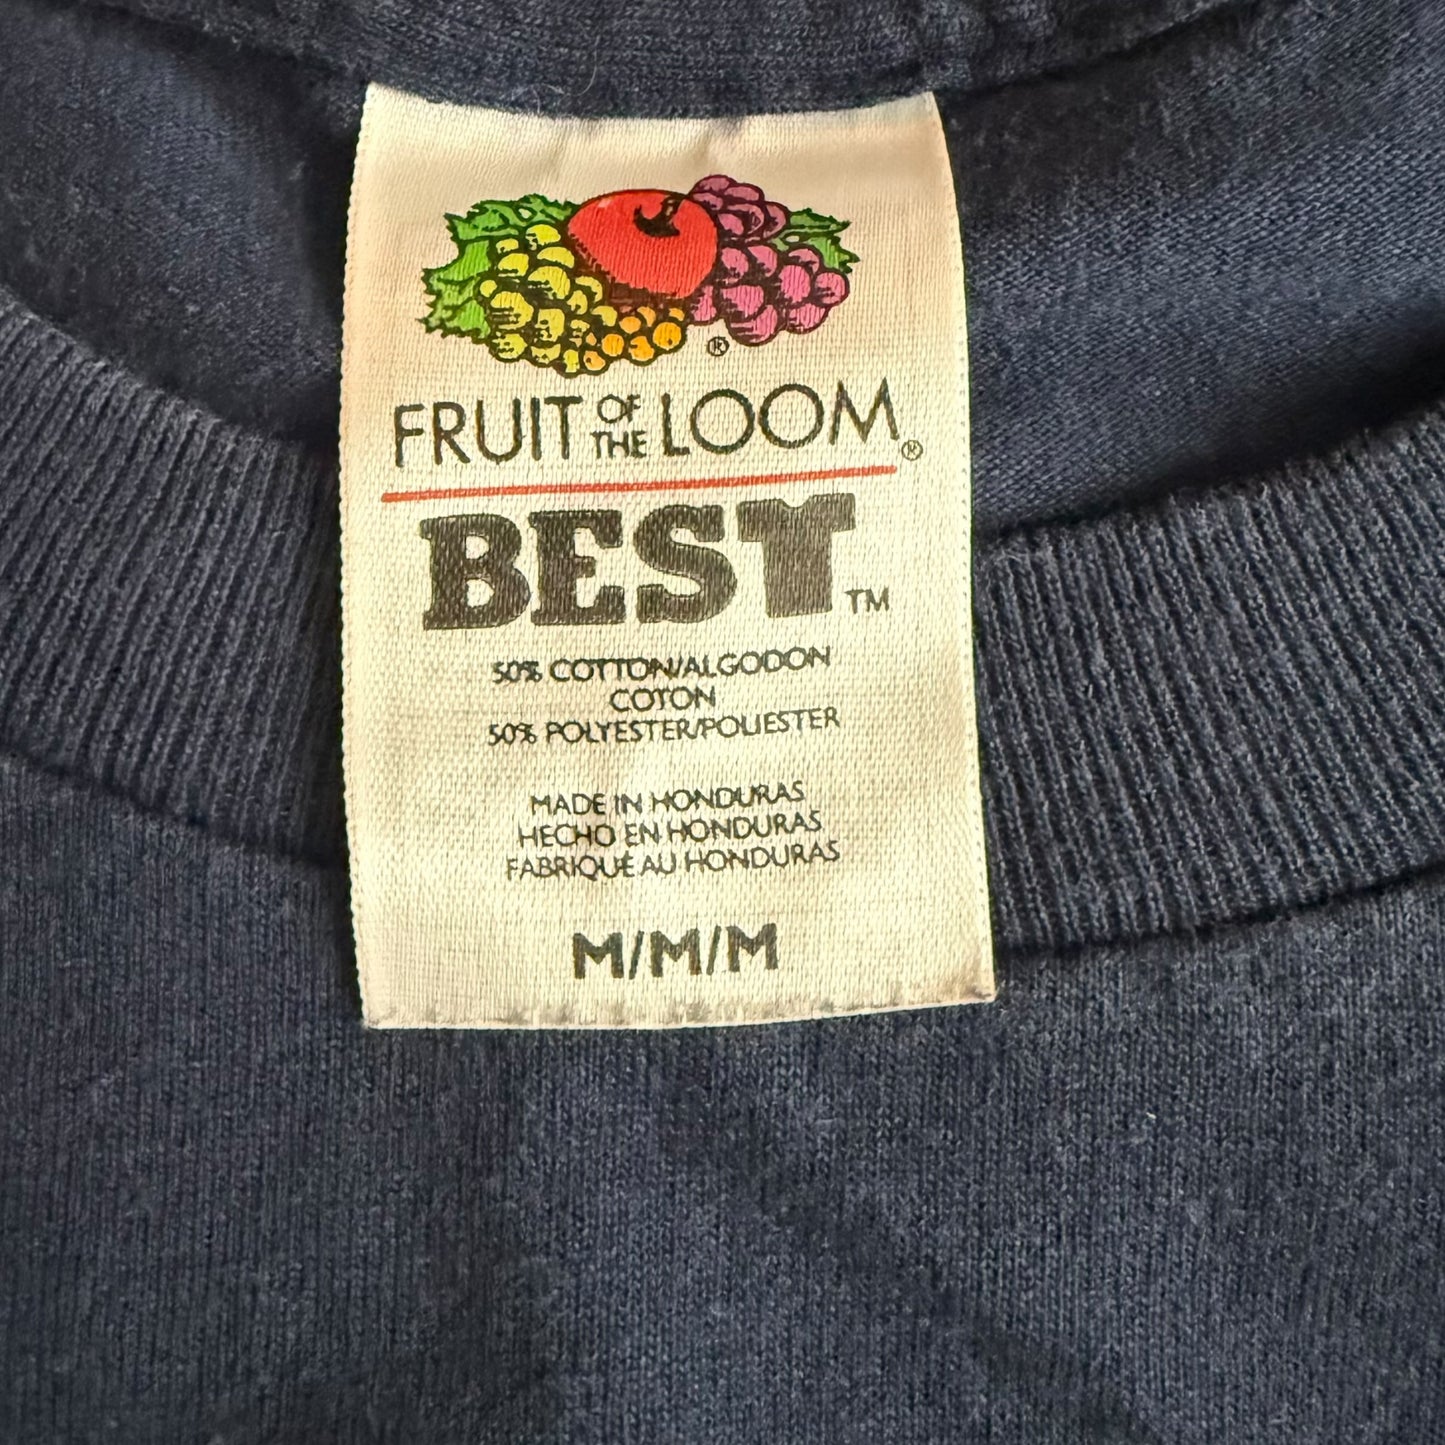 ®
FRUIT OF THE LOOM®
BEST™
50% COTTON/ALGODON
COTON
50% POLYESTER/POLIESTER
MADE IN HONDURAS
HECHO EN HONDURAS
FABRIQUÉ AU HONDURAS
M/M/M